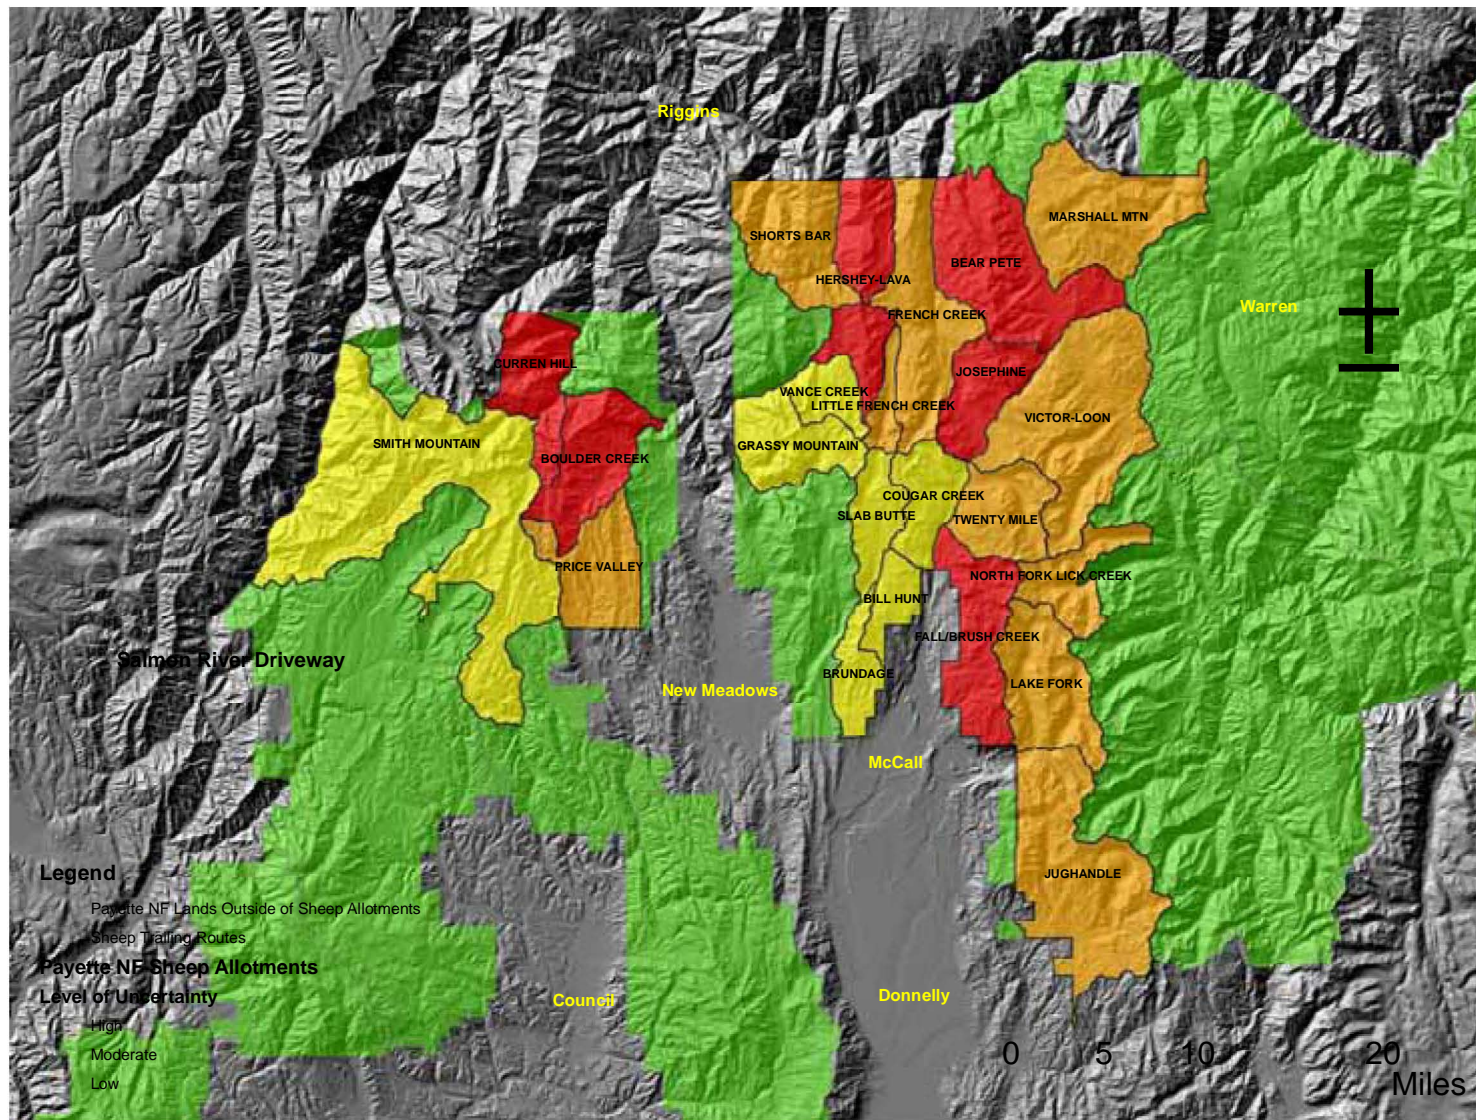 Riggins
MARSHALL MTN
SHORTS BAR
BEAR PETE
HERSHEY-LAVA
Warren
FRENCH CREEK
CURREN HILL
JOSEPHINE
VANCE CREEK
LITTLE FRENCH CREEK
VICTOR-LOON
SMITH MOUNTAIN
GRASSY MOUNTAIN
BOULDER CREEK
COUGAR CREEK
SLAB BUTTE
TWENTY MILE
PRICE VALLEY
NORTH FORK LICK CREEK
BILL HUNT
FALL/BRUSH CREEK
Salmon River Driveway
BRUNDAGE
LAKE FORK
New Meadows
McCall
JUGHANDLE
Legend
Payette NF Lands Outside of Sheep Allotments
Sheep Trailing Routes
Payette NF Sheep Allotments
Level of Uncertainty
High
Moderate
Low
Council
Donnelly
0 5 10 20
Miles